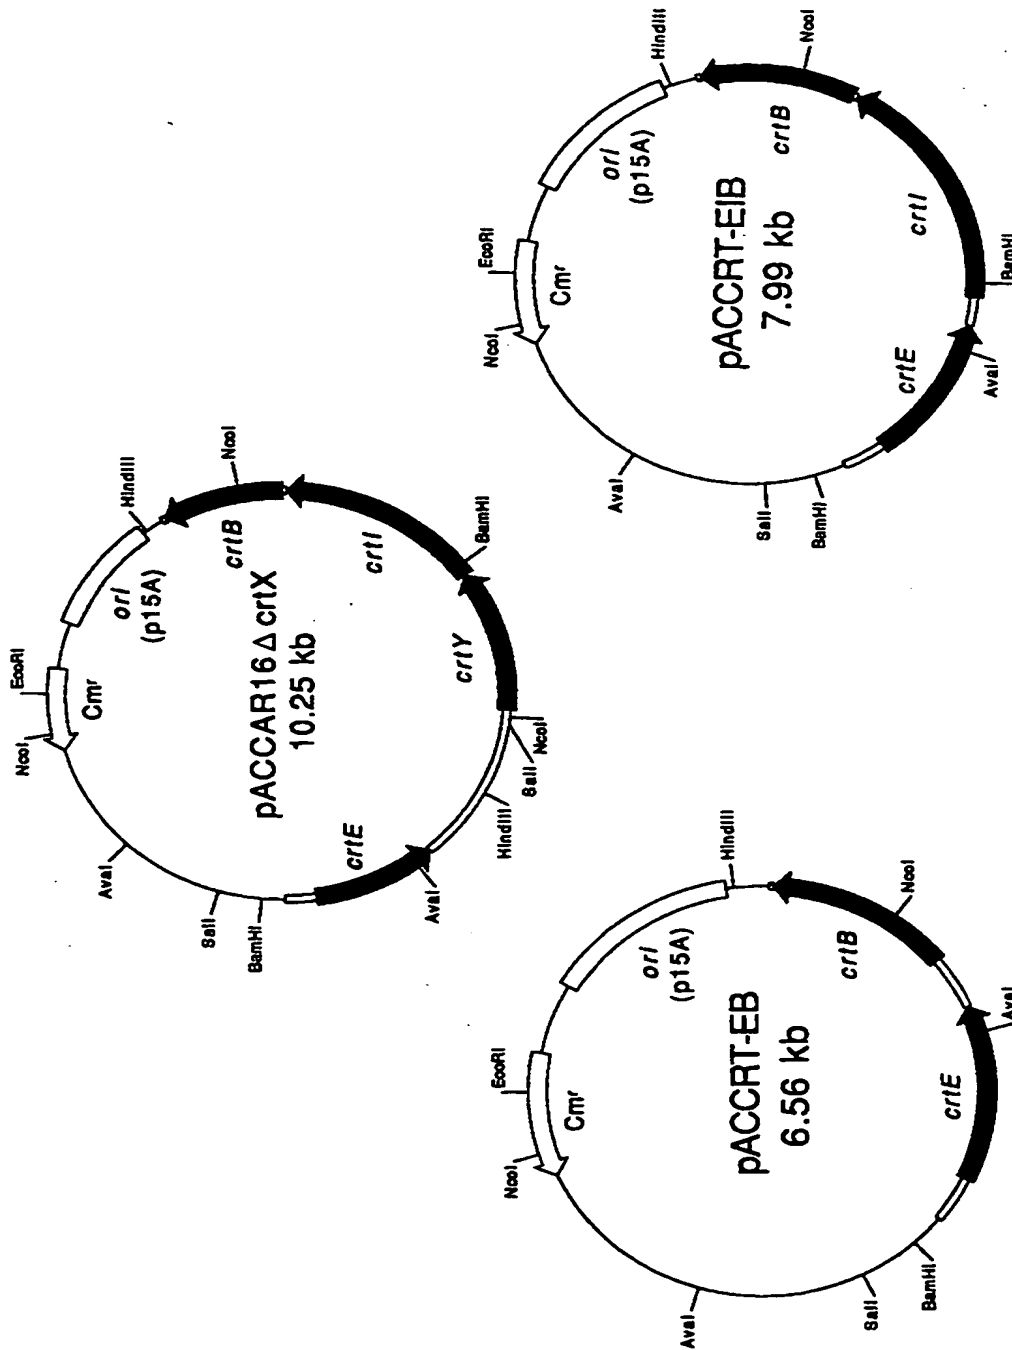 EcoRI
NcoI
Cmr
ori
(p15A)
HindIII
crtB
NcoI
crtI
BamHI
crtY
NcoI
SalI
HindIII
crtE
AvaI
BamHI
SalI
AvaI
pACCAR16ΔcrtX
10.25 kb
EcoRI
NcoI
Cmr
ori
(p15A)
HindIII
crtB
NcoI
crtI
BamHI
crtE
AvaI
BamHI
SalI
AvaI
pACCRT-EIB
7.99 kb
EcoRI
NcoI
Cmr
ori
(p15A)
HindIII
crtB
NcoI
crtE
AvaI
BamHI
SalI
AvaI
pACCRT-EB
6.56 kb